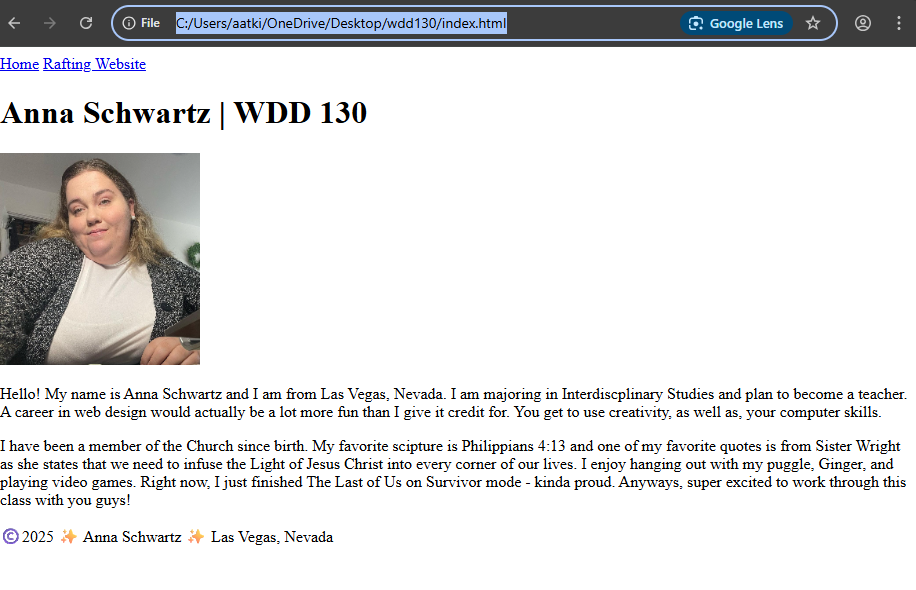 File C:/Users/aatki/OneDrive/Desktop/wdd130/index.html Google Lens
Home Rafting Website
Anna Schwartz | WDD 130
Hello! My name is Anna Schwartz and I am from Las Vegas, Nevada. I am majoring in Interdiscplinary Studies and plan to become a teacher.
A career in web design would actually be a lot more fun than I give it credit for. You get to use creativity, as well as, your computer skills.
I have been a member of the Church since birth. My favorite scipture is Philippians 4:13 and one of my favorite quotes is from Sister Wright
as she states that we need to infuse the Light of Jesus Christ into every corner of our lives. I enjoy hanging out with my puggle, Ginger, and
playing video games. Right now, I just finished The Last of Us on Survivor mode - kinda proud. Anyways, super excited to work through this
class with you guys!
©️2025 ✨ Anna Schwartz ✨ Las Vegas, Nevada